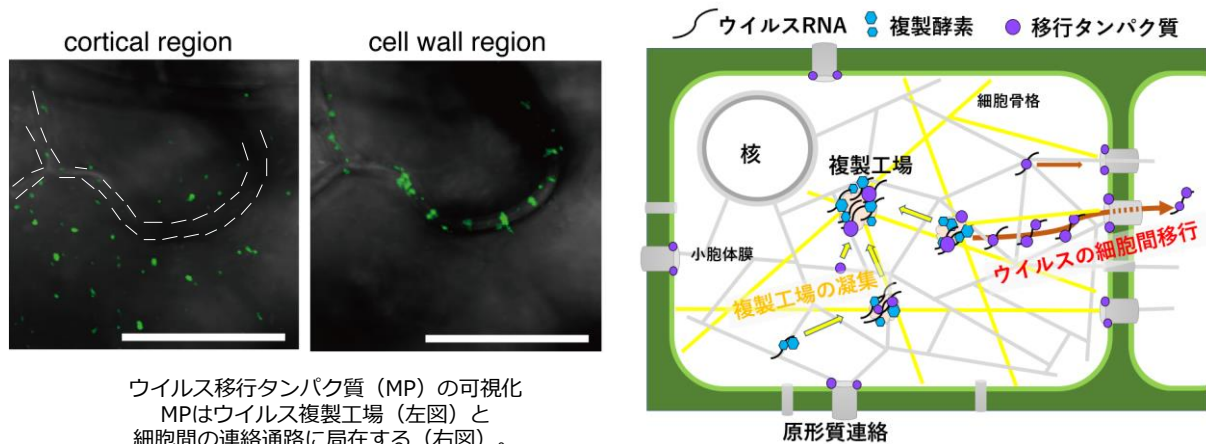 cortical region
cell wall region
ウイルス移行タンパク質（MP）の可視化
MPはウイルス複製工場（左図）と
細胞間の連絡通路に局在する（右図）。
ウイルスRNA
複製酵素
移行タンパク質
細胞骨格
核
複製工場
小胞体膜
ウイルスの細胞間移行
複製工場の凝集
原形質連絡